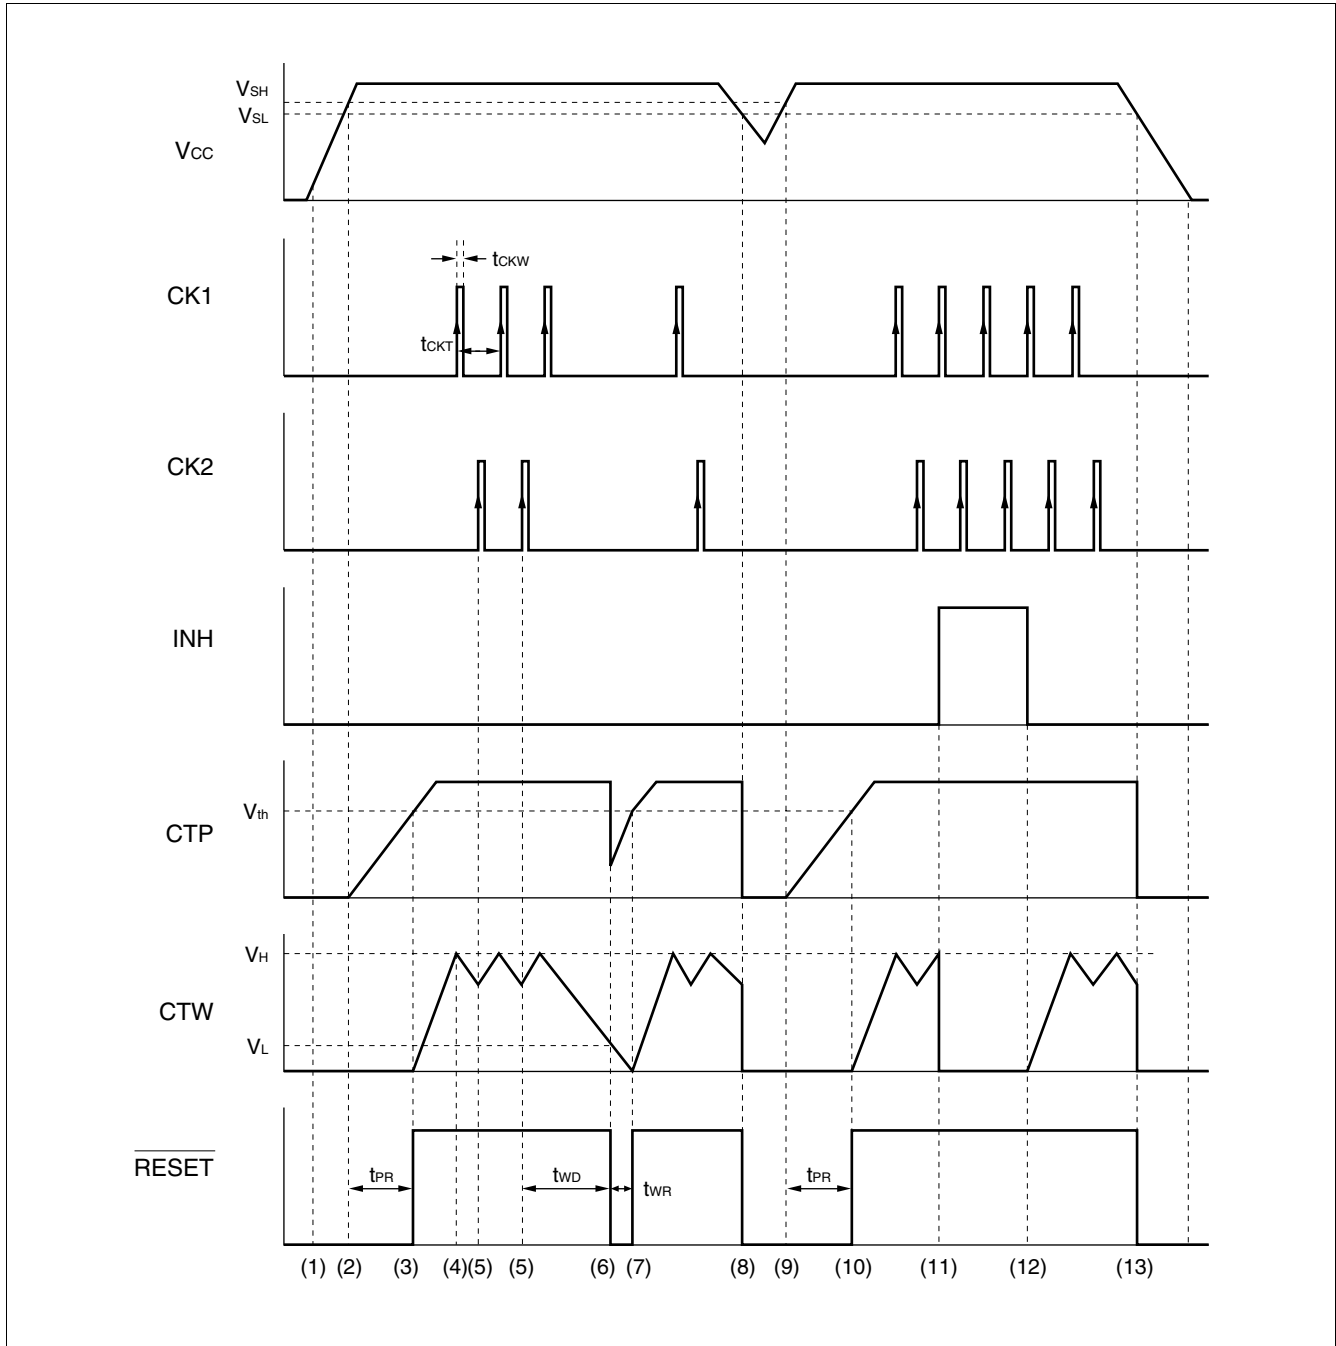 VSH
VSL
VCC
tCKW
CK1
tCKT
CK2
INH
Vth
CTP
VH
CTW
VL
RESET
tPR
tWD
tWR
tPR
(1) (2) (3) (4)(5) (5) (6) (7) (8) (9) (10) (11) (12) (13)